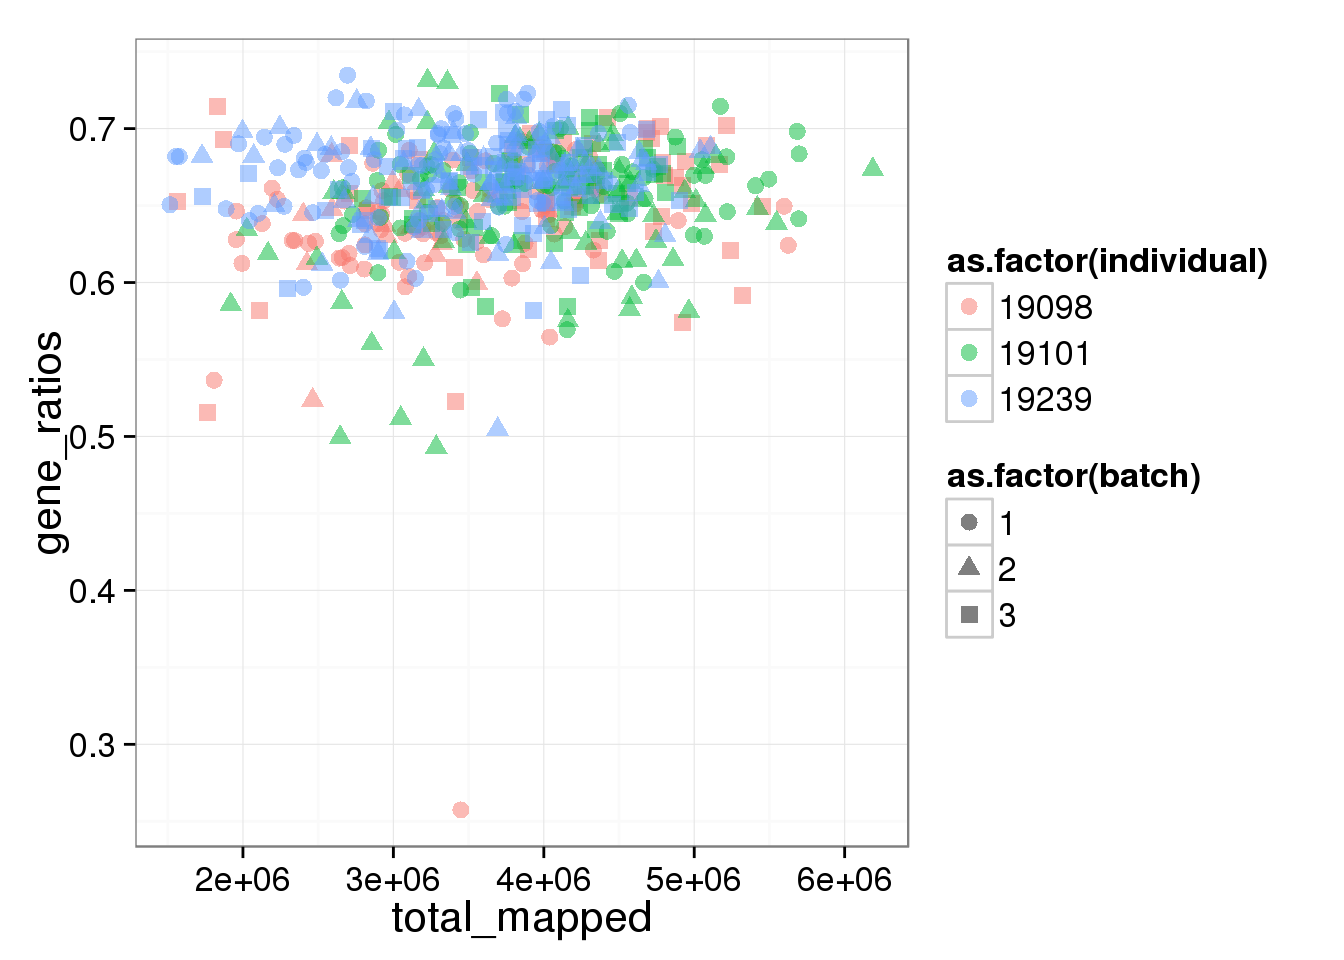 gene_ratios
0.7
0.6
0.5
0.4
0.3
2e+06 3e+06 4e+06 5e+06 6e+06
total_mapped
as.factor(individual)
19098
19101
19239
as.factor(batch)
1
2
3